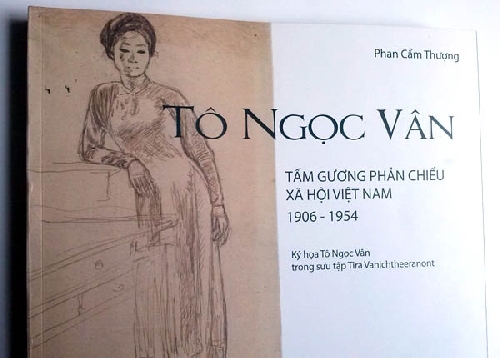 Phan Cẩm Thượng
TÔ NGỌC VÂN
TẤM GƯƠNG PHẢN CHIẾU
XÃ HỘI VIỆT NAM
1906 - 1954
Ký họa Tô Ngọc Vân
trong sưu tập Tira Vanichtheeranont